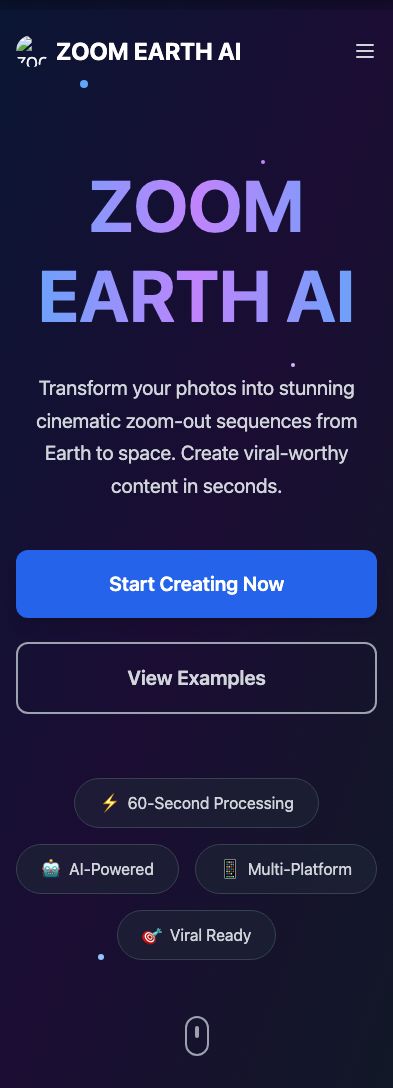 ZOOM EARTH AI
ZOOM
EARTH AI
Transform your photos into stunning
cinematic zoom-out sequences from
Earth to space. Create viral-worthy
content in seconds.
Start Creating Now
View Examples
60-Second Processing
AI-Powered
Multi-Platform
Viral Ready